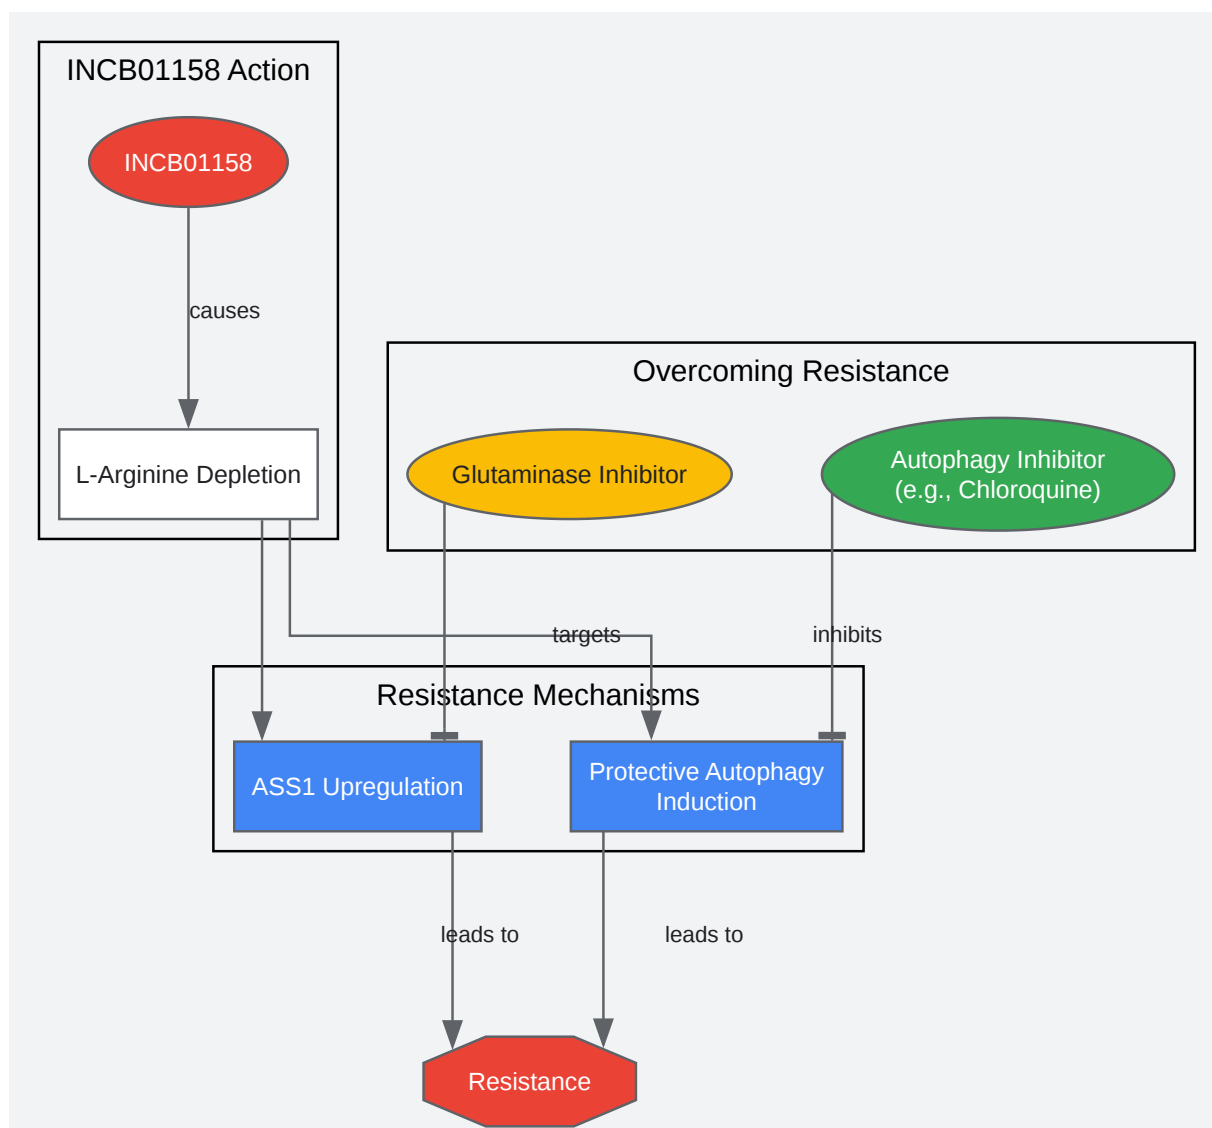 INCB01158 Action
INCB01158
causes
Overcoming Resistance
L-Arginine Depletion
Glutaminase Inhibitor
Autophagy Inhibitor
(e.g., Chloroquine)
targets
inhibits
Resistance Mechanisms
ASS1 Upregulation
Protective Autophagy
Induction
leads to
leads to
Resistance